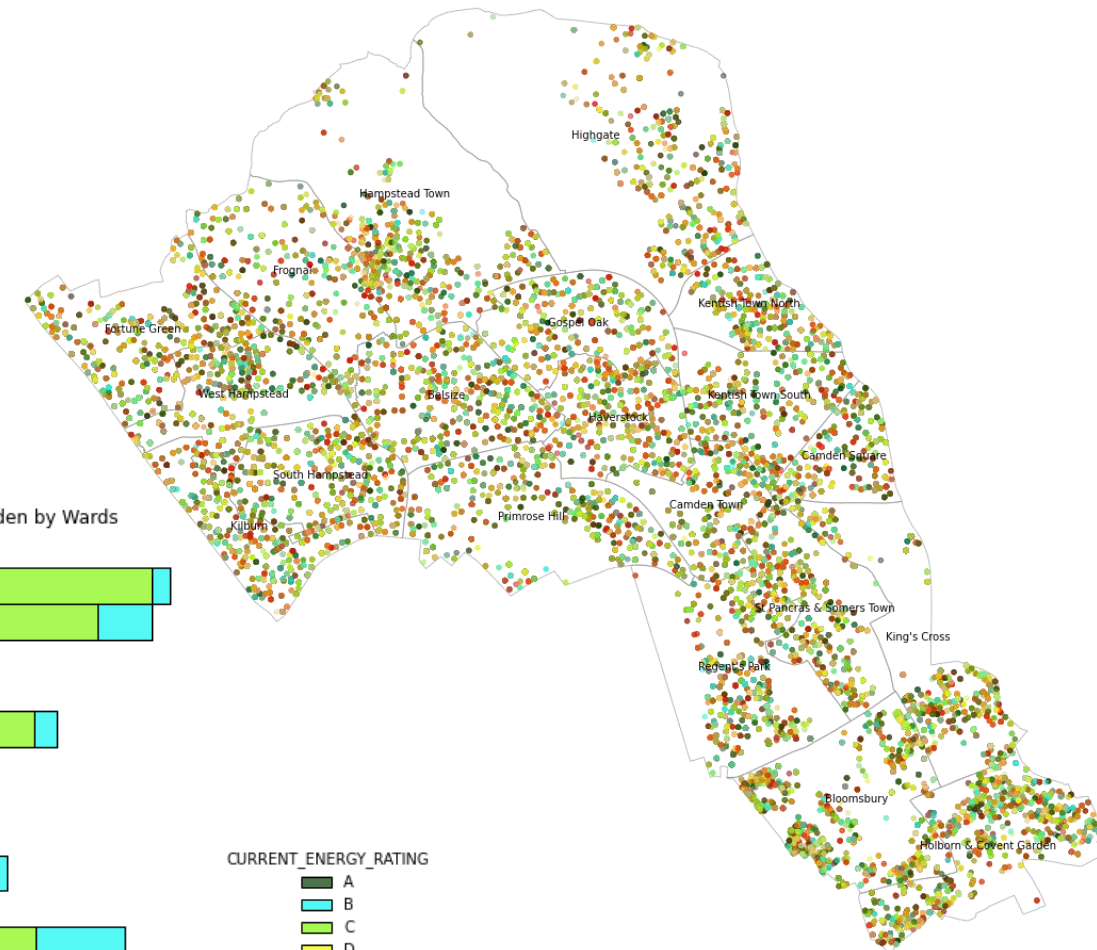 Highgate
Hampstead Town
Frognal
Kentish Town North
Gospel Oak
Fortune Green
West Hampstead
Belsize
Kentish Town South
Haverstock
Camden Square
South Hampstead
Camden Town
Primrose Hill
den by Wards
Kilburn
St Pancras & Somers Town
King's Cross
Regent's Park
Bloomsbury
Holborn & Covent Garden
CURRENT_ENERGY_RATING
A
B
C
D